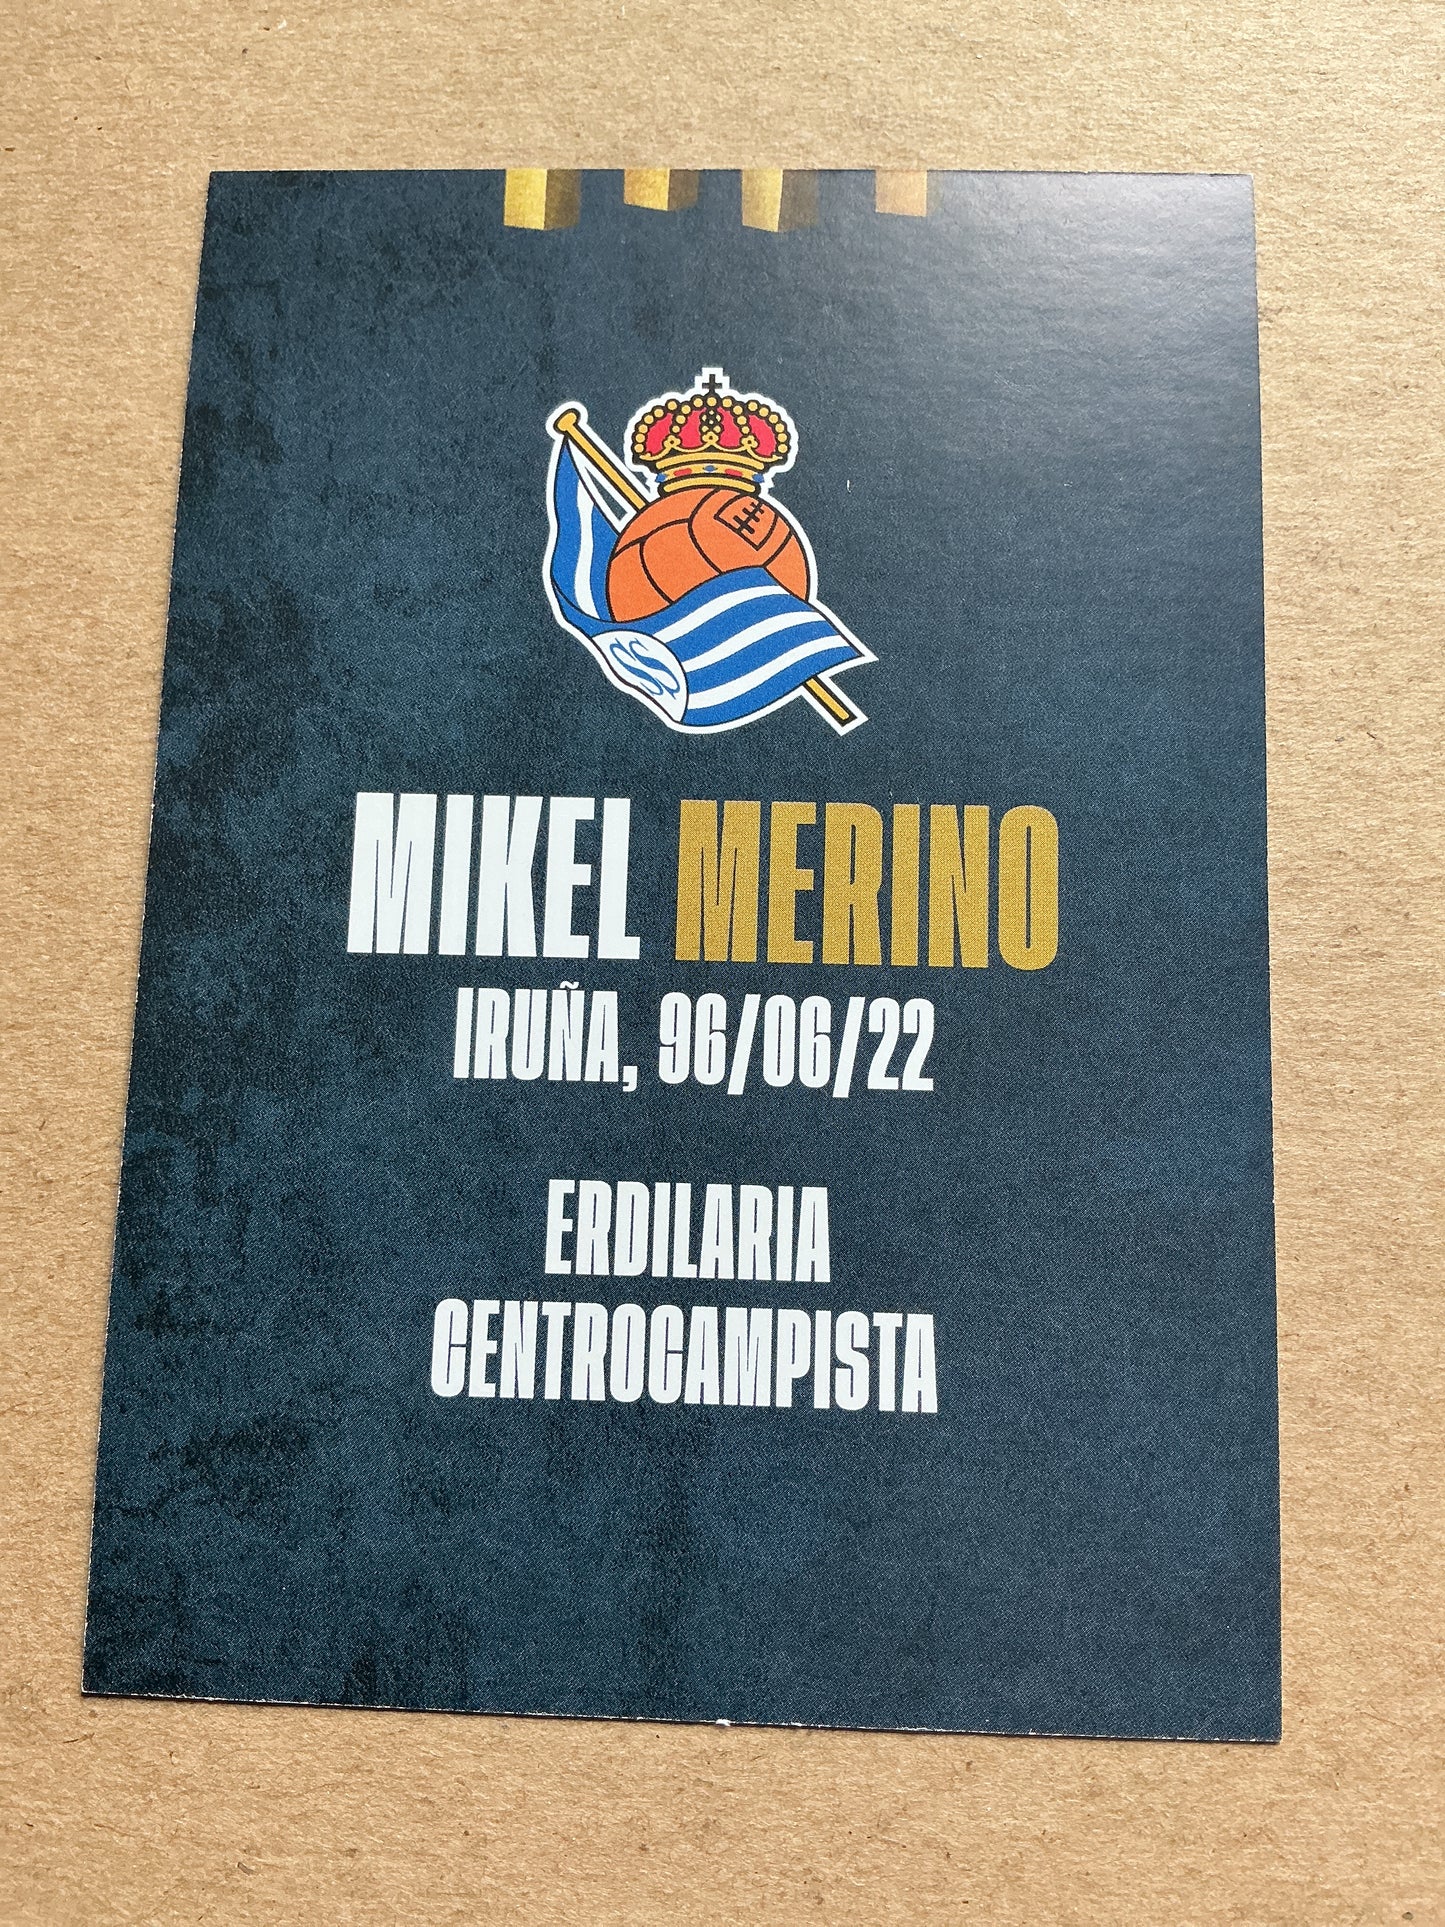 MIKEL MERINO
IRUÑA, 96/06/22
ERDILARIA
CENTROCAMPISTA